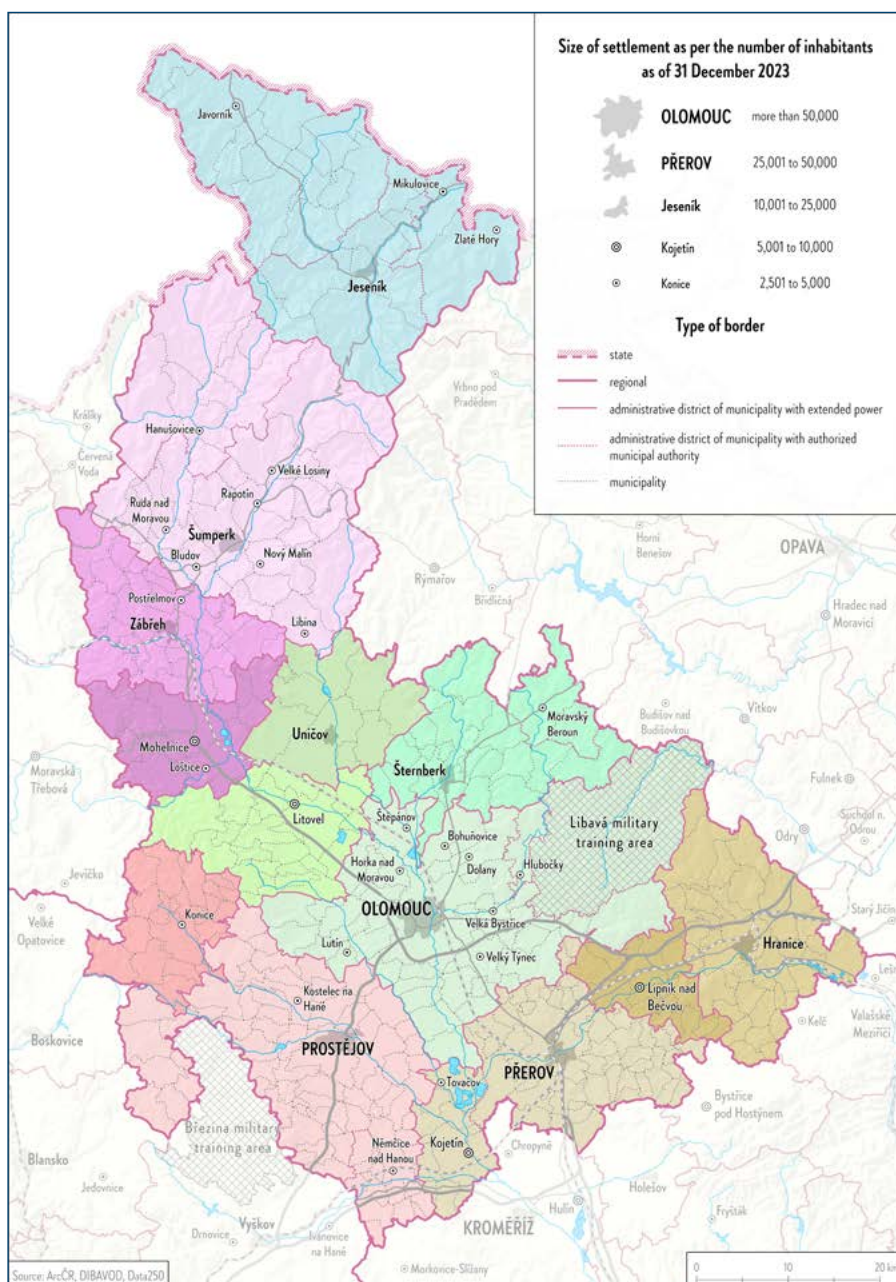 Size of settlement as per the number of inhabitants
as of 31 December 2023
OLOMOUC more than 50,000
PŘEROV 25,001 to 50,000
Jeseník 10,001 to 25,000
Kojetín 5,001 to 10,000
Konice 2,501 to 5,000
Type of border
state
regional
administrative district of municipality with extended power
administrative district of municipality with authorized
municipal authority
municipality
Javorník
Mikulovice
Zlaté Hory
Jeseník
Vrbno pod
Pradědem
Králíky
Hanušovice
Červená
Voda
Velké Losiny
Rapotín
Ruda nad
Moravou
Šumperk
Bludov
Nový Malín
Horní
Benešov
OPAVA
Rýmařov
Břidličná
Postřelmov
Hradec nad
Moravicí
Zábřeh
Libina
Moravský
Beroun
Budišov nad
Budišovkou
Vítkov
Uničov
Mohelnice
Loštice
Moravská
Třebová
Šternberk
Fulnek
Litovel
Štěpánov
Bohuňovice
Libavá military
training area
Suchdol n.
Odrou
Odry
Horka nad
Moravou
Dolany
Hlubočky
Jevíčko
OLOMOUC
Velká Bystřice
Velké
Opatovice
Konice
Starý Jičín
Lutín
Velký Týnec
Hranice
Kostelec na
Hané
Lipník nad
Bečvou
Leš
Valašské
Meziříčí
Kelč
Boskovice
PROSTĚJOV
PŘEROV
Tovačov
Bystřice
pod Hostýnem
Březina military
training area
Kojetín
Chropyně
Němčice
nad Hanou
Blansko
Jedovnice
Holešov
Hulín
Fryšták
Vyškov
Drnovice
Ivanovice
na Hané
KROMĚŘÍŽ
Morkovice-Slížany
0 10 20 km
Source: ArcČR, DIBAVOD, Data250